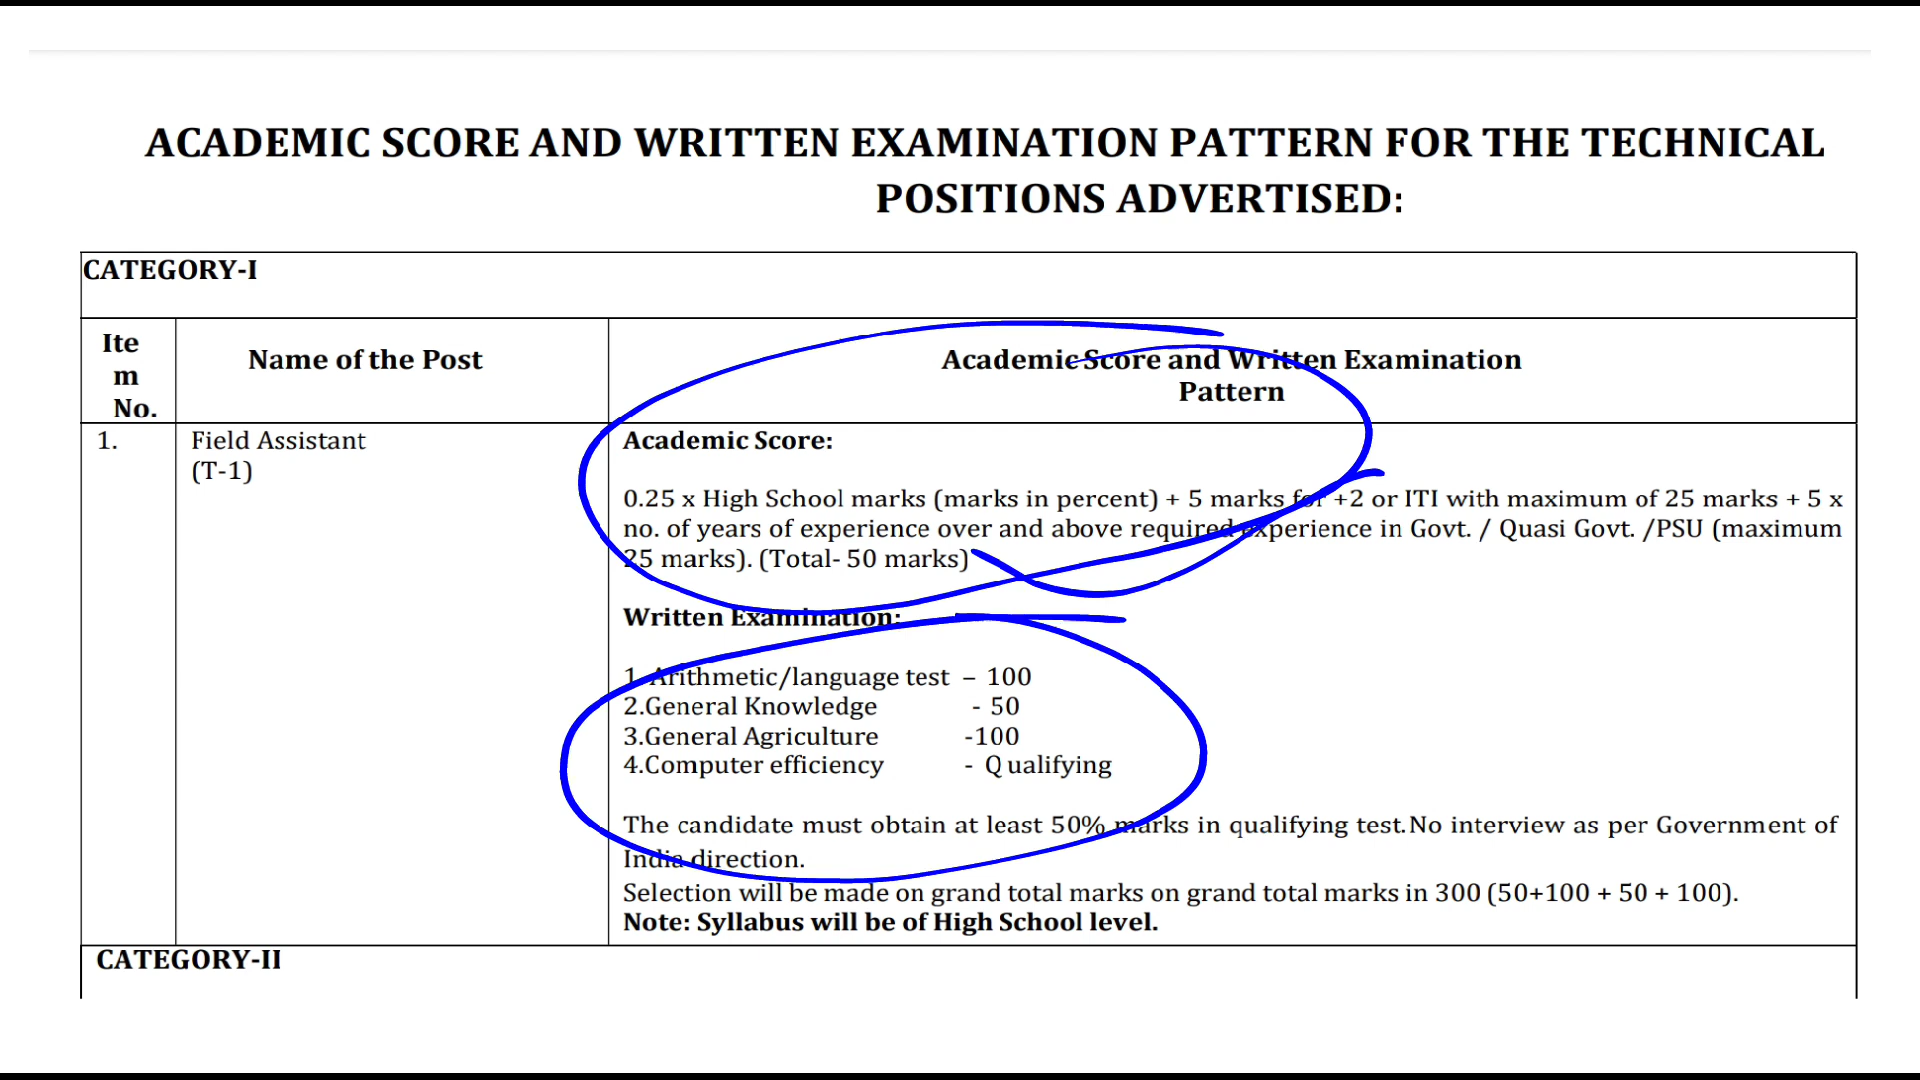 ACADEMIC SCORE AND WRITTEN EXAMINATION PATTERN FOR THE TECHNICAL
POSITIONS ADVERTISED:
CATEGORY-I
Ite
m
No.
Name of the Post
Academic Score and Written Examination
Pattern
1.
Field Assistant
(T-1)
Academic Score:
0.25 x High School marks (marks in percent) + 5 marks for +2 or ITI with maximum of 25 marks + 5 x
no. of years of experience over and above required experience in Govt. / Quasi Govt. /PSU (maximum
25 marks). (Total- 50 marks)
Written Examination:
1. Arithmetic/language test – 100
2.General Knowledge - 50
3.General Agriculture -100
4.Computer efficiency - Qualifying
The candidate must obtain at least 50% marks in qualifying test.No interview as per Government of
India direction.
Selection will be made on grand total marks on grand total marks in 300 (50+100 + 50 + 100).
Note: Syllabus will be of High School level.
CATEGORY-II